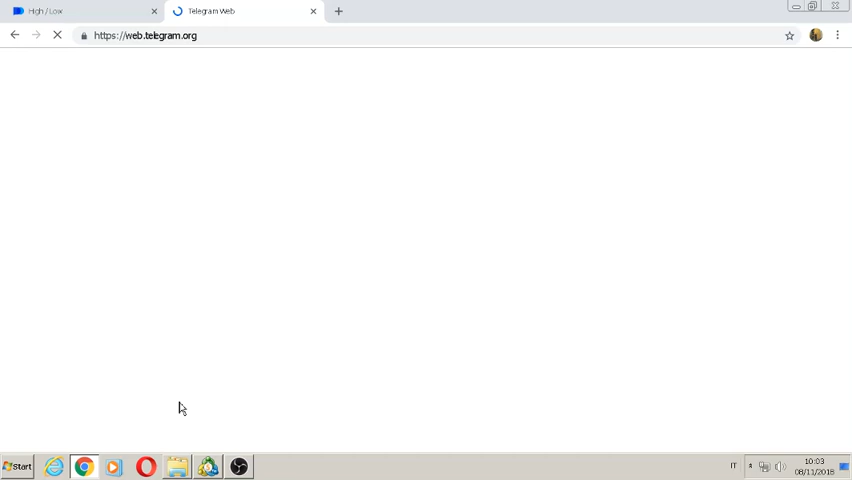 High / Low
Telegram Web
https://web.telegram.org
Start
IT
10:03
08/11/2018